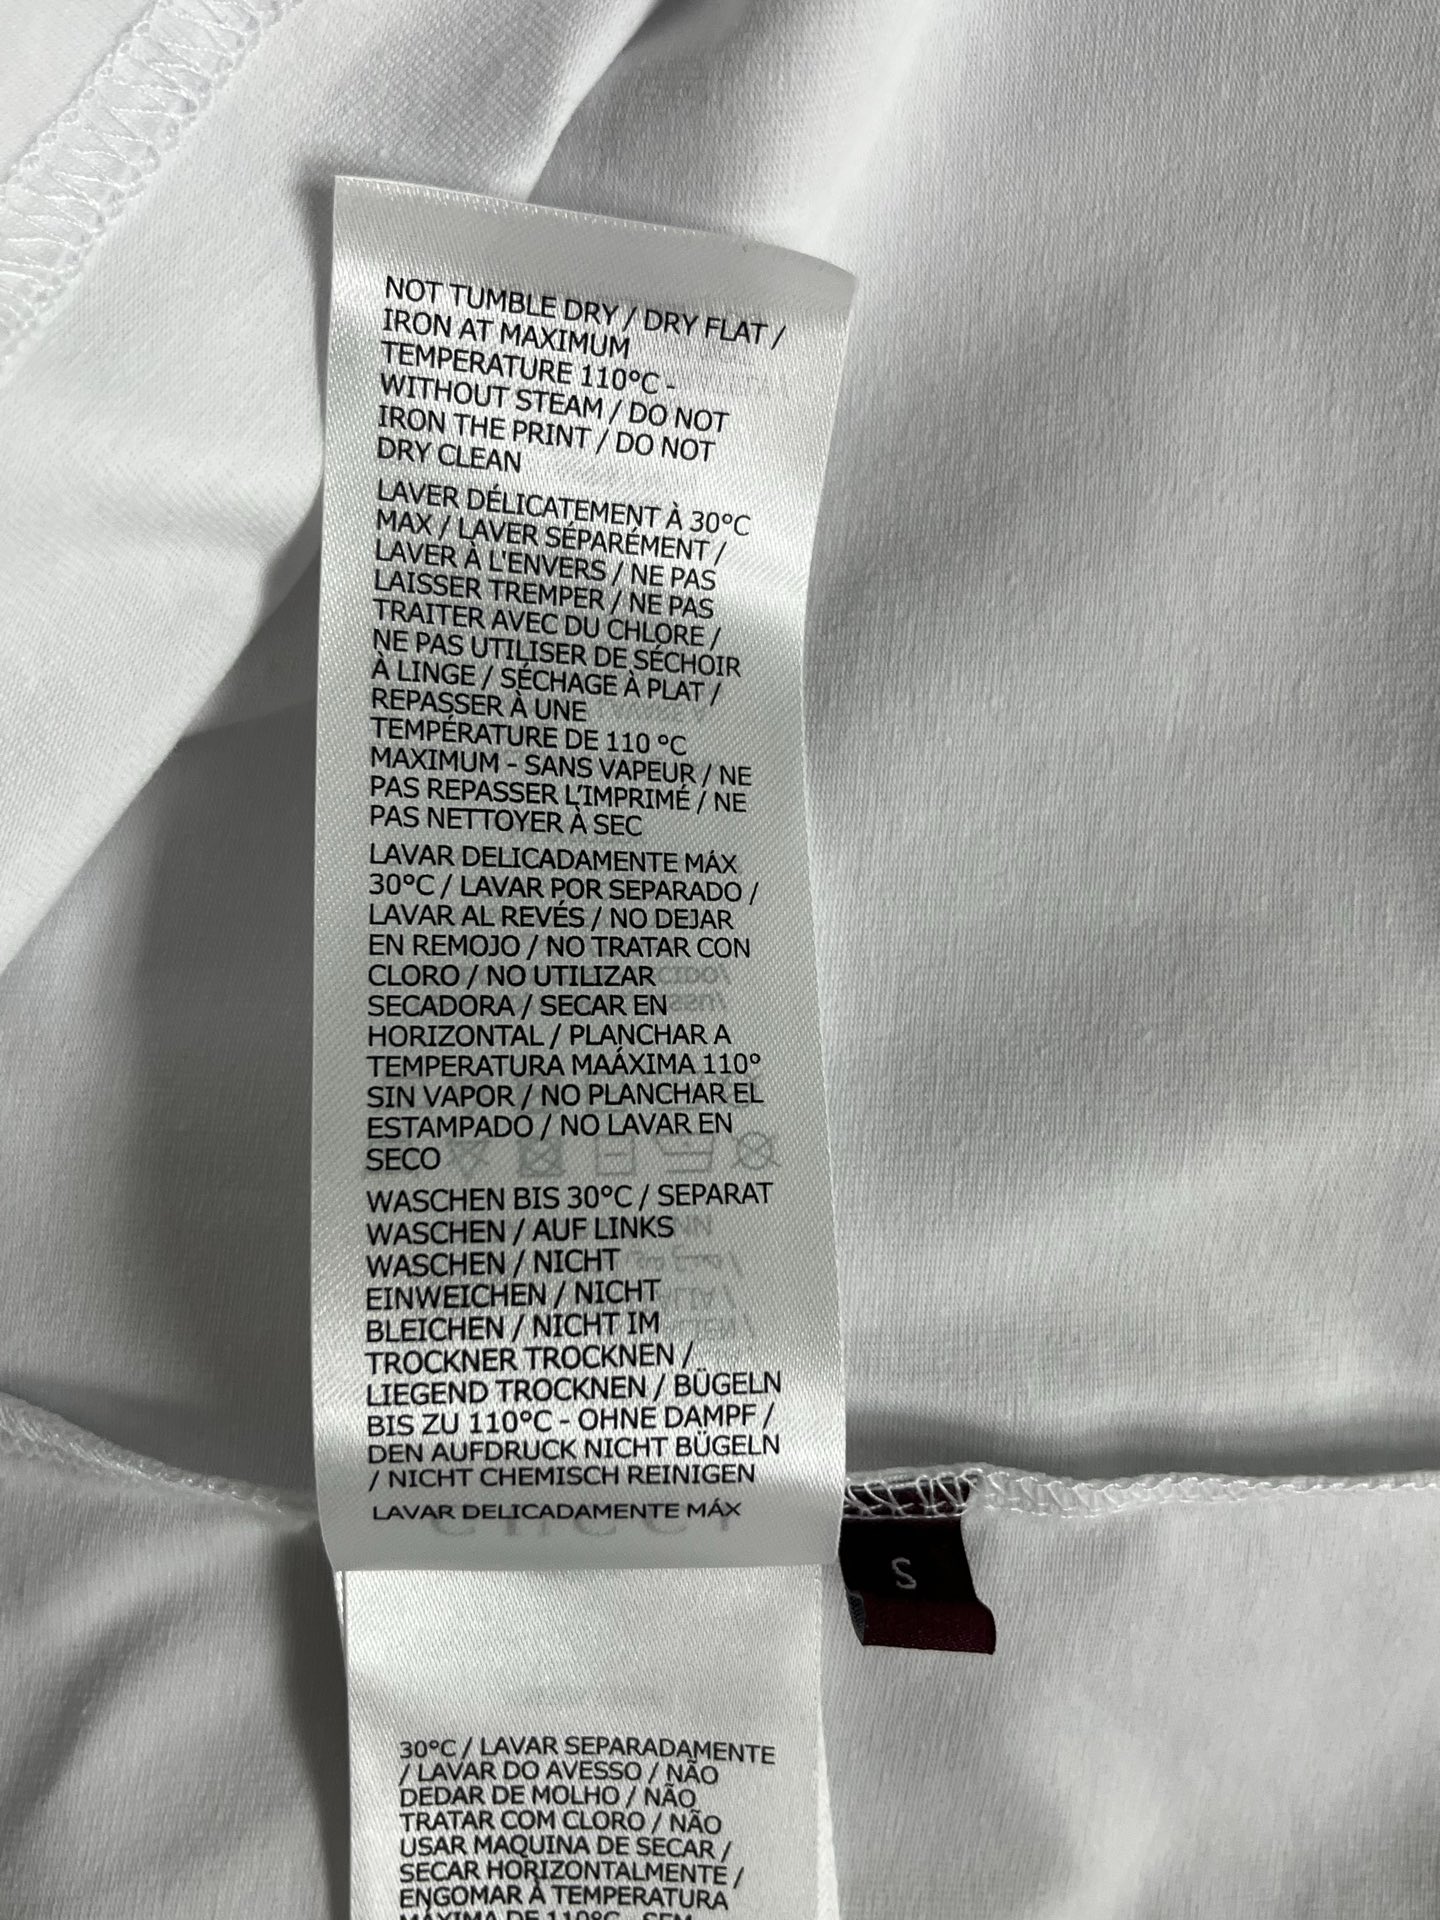 NOT TUMBLE DRY / DRY FLAT /
IRON AT MAXIMUM
TEMPERATURE 110°C -
WITHOUT STEAM / DO NOT
IRON THE PRINT / DO NOT
DRY CLEAN
LAVER DÉLICATEMENT À 30°C
MAX / LAVER SÉPARÉMENT /
LAVER À L'ENVERS / NE PAS
LAISSER TREMPER / NE PAS
TRAITER AVEC DU CHLORE /
NE PAS UTILISER DE SÉCHOIR
À LINGE / SÉCHAGE À PLAT /
REPASSER À UNE
TEMPÉRATURE DE 110 °C
MAXIMUM - SANS VAPEUR / NE
PAS REPASSER L'IMPRIMÉ / NE
PAS NETTOYER À SEC
LAVAR DELICADAMENTE MÁX
30°C / LAVAR POR SEPARADO /
LAVAR AL REVÉS / NO DEJAR
EN REMOJO / NO TRATAR CON
CLORO / NO UTILIZAR
SECADORA / SECAR EN
HORIZONTAL / PLANCHAR A
TEMPERATURA MAÁXIMA 110°
SIN VAPOR / NO PLANCHAR EL
ESTAMPADO / NO LAVAR EN
SECO
WASCHEN BIS 30°C / SEPARAT
WASCHEN / AUF LINKS
WASCHEN / NICHT
EINWEICHEN / NICHT
BLEICHEN / NICHT IM
TROCKNER TROCKNEN /
LIEGEND TROCKNEN / BÜGELN
BIS ZU 110°C - OHNE DAMPF /
DEN AUFDRUCK NICHT BÜGELN
/ NICHT CHEMISCH REINIGEN
LAVAR DELICADAMENTE MÁX
S
30°C / LAVAR SEPARADAMENTE
/ LAVAR DO AVESSO / NÃO
DEDAR DE MOLHO / NÃO
TRATAR COM CLORO / NÃO
USAR MAQUINA DE SECAR /
SECAR HORIZONTALMENTE /
ENGOMAR À TEMPERATURA
MÁXIMA DE 110°C - SEM